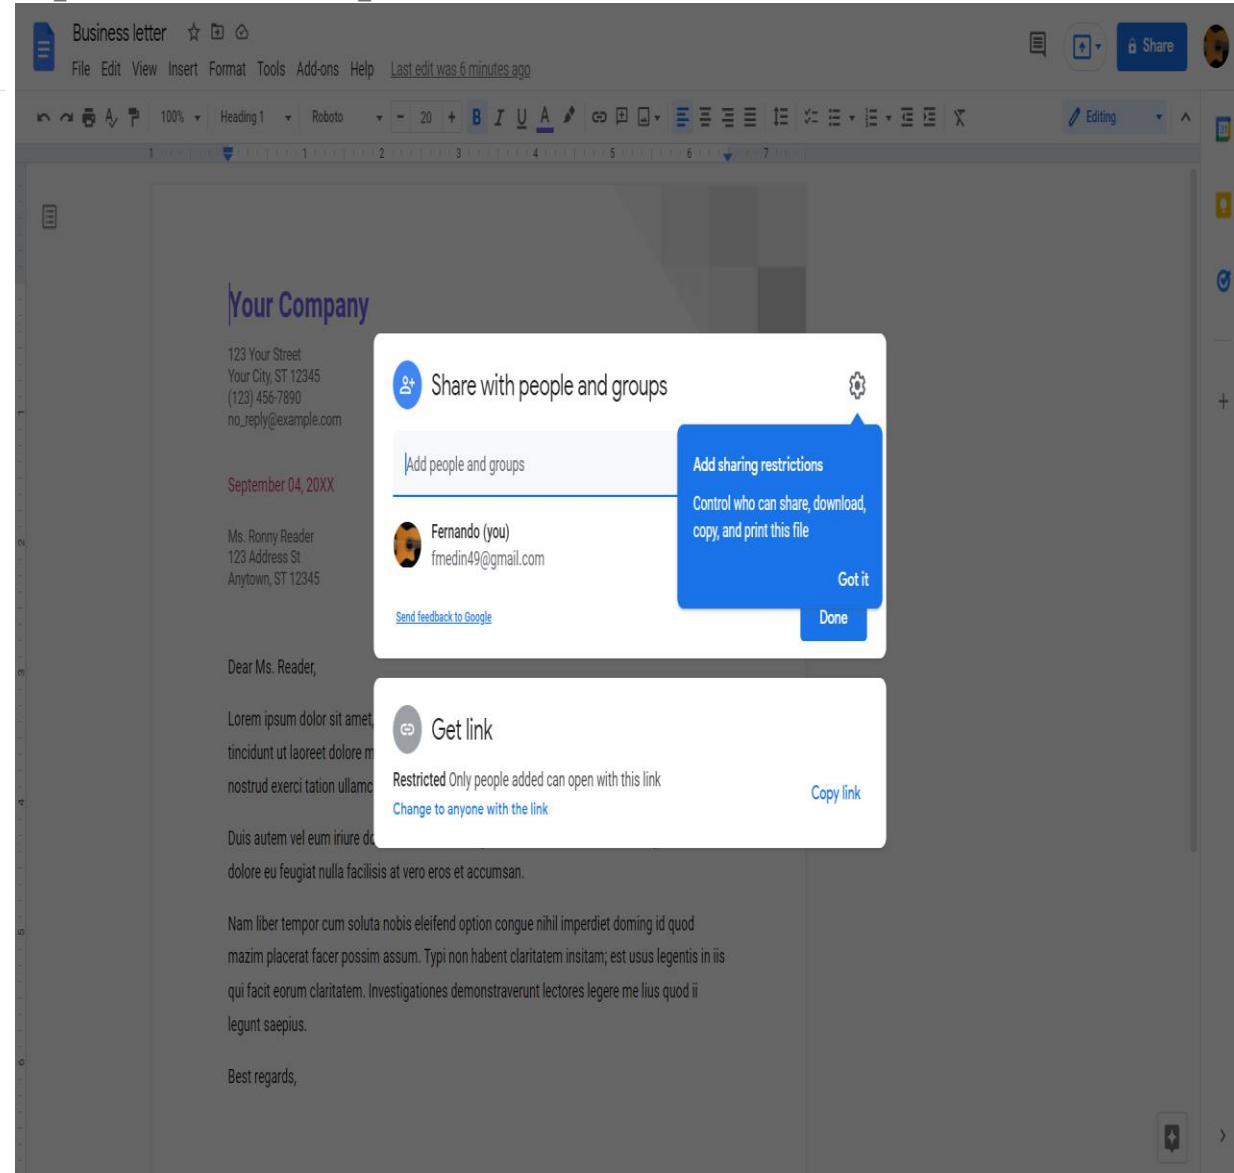 Business letter
File Edit View Insert Format Tools Add-ons Help Last edit was 6 minutes ago
Share
100% Heading 1 Roboto - 20 + B I U A Editing
1 1 2 3 4 5 6 7
Your Company
123 Your Street
Your City, ST 12345
(123) 456-7890
no_reply@example.com
September 04, 20XX
Ms. Ronny Reader
123 Address St
Anytown, ST 12345
Share with people and groups
Add people and groups
Fernando (you)
fmedin49@gmail.com
Send feedback to Google
Add sharing restrictions
Control who can share, download,
copy, and print this file
Got it
Done
Dear Ms. Reader,
Lorem ipsum dolor sit amet,
tincidunt ut laoreet dolore m
nostrud exerci tation ullamc
Get link
Restricted Only people added can open with this link
Change to anyone with the link
Copy link
Duis autem vel eum iriure do
dolore eu feugiat nulla facilisis at vero eros et accumsan.
Nam liber tempor cum soluta nobis eleifend option congue nihil imperdiet doming id quod
mazim placerat facer possim assum. Typi non habent claritatem insitam; est usus legentis in iis
qui facit eorum claritatem. Investigationes demonstraverunt lectores legere me lius quod ii
legunt saepius.
Best regards,